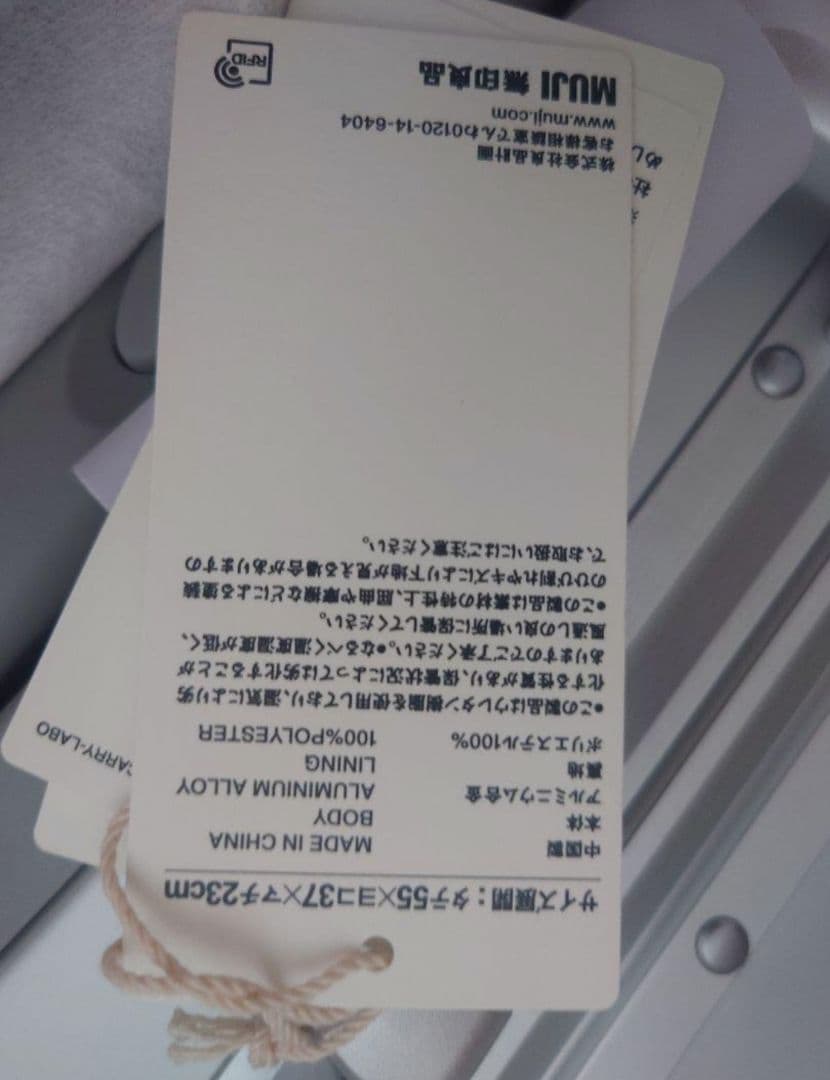 サイズ展開：タテ55×ヨコ37×マチ23cm
中国製 MADE IN CHINA
本体 BODY
アルミニウム合金 ALUMINIUM ALLOY
裏地 LINING
ポリエステル100% 100%POLYESTER
●この製品はウレタン樹脂を使用しており、湿気により劣
化する性質があり、保管状況によっては劣化することが
ありますのでご了承ください。●なるべく温度湿度が低く、
風通しの良い場所に保管してください。
●この製品は素材の特性上、屈曲や摩擦などによる塗装
のひび割れやキズにより下地が見える場合がありますの
で、お取扱いにはご注意ください。
株式会社良品計画
お客様相談室でんわ0120-14-6404
www.muji.com
MUJI 無印良品
RFID
CARRY-LABO